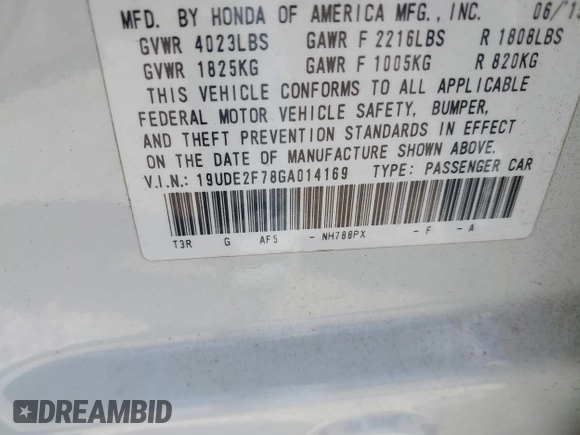 MFD. BY HONDA OF AMERICA MFG., INC. 06/15
GVWR 4023LBS GAWR F 2216LBS R 1808LBS
GVWR 1825KG GAWR F 1005KG R 820KG
THIS VEHICLE CONFORMS TO ALL APPLICABLE
FEDERAL MOTOR VEHICLE SAFETY, BUMPER,
AND THEFT PREVENTION STANDARDS IN EFFECT
ON THE DATE OF MANUFACTURE SHOWN ABOVE.
V.I.N.: 19UDE2F78GA014169 TYPE: PASSENGER CAR
T3R G AF5 - NH788PX - F - A
DREAMBID